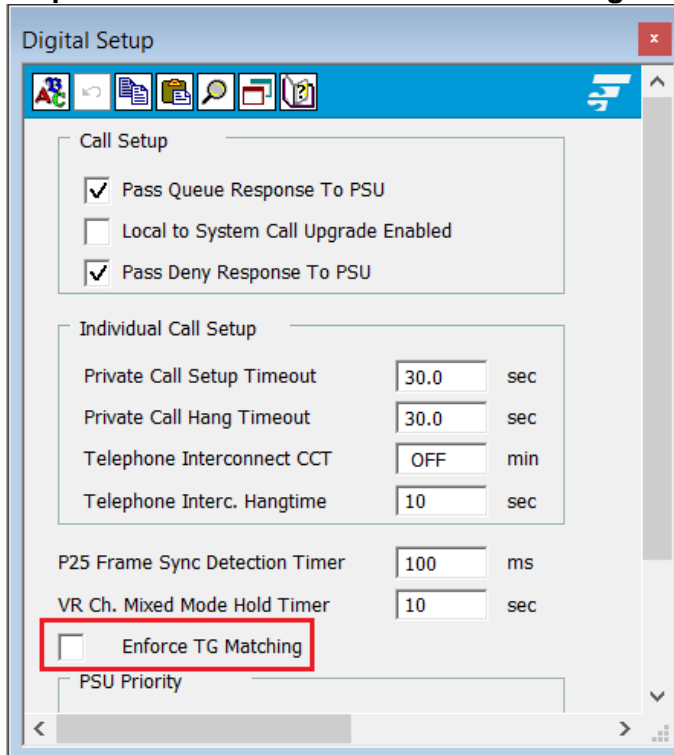 Digital Setup
x
Call Setup
Pass Queue Response To PSU
Local to System Call Upgrade Enabled
Pass Deny Response To PSU
Individual Call Setup
Private Call Setup Timeout 30.0 sec
Private Call Hang Timeout 30.0 sec
Telephone Interconnect CCT OFF min
Telephone Interc. Hangtime 10 sec
P25 Frame Sync Detection Timer 100 ms
VR Ch. Mixed Mode Hold Timer 10 sec
Enforce TG Matching
PSU Priority